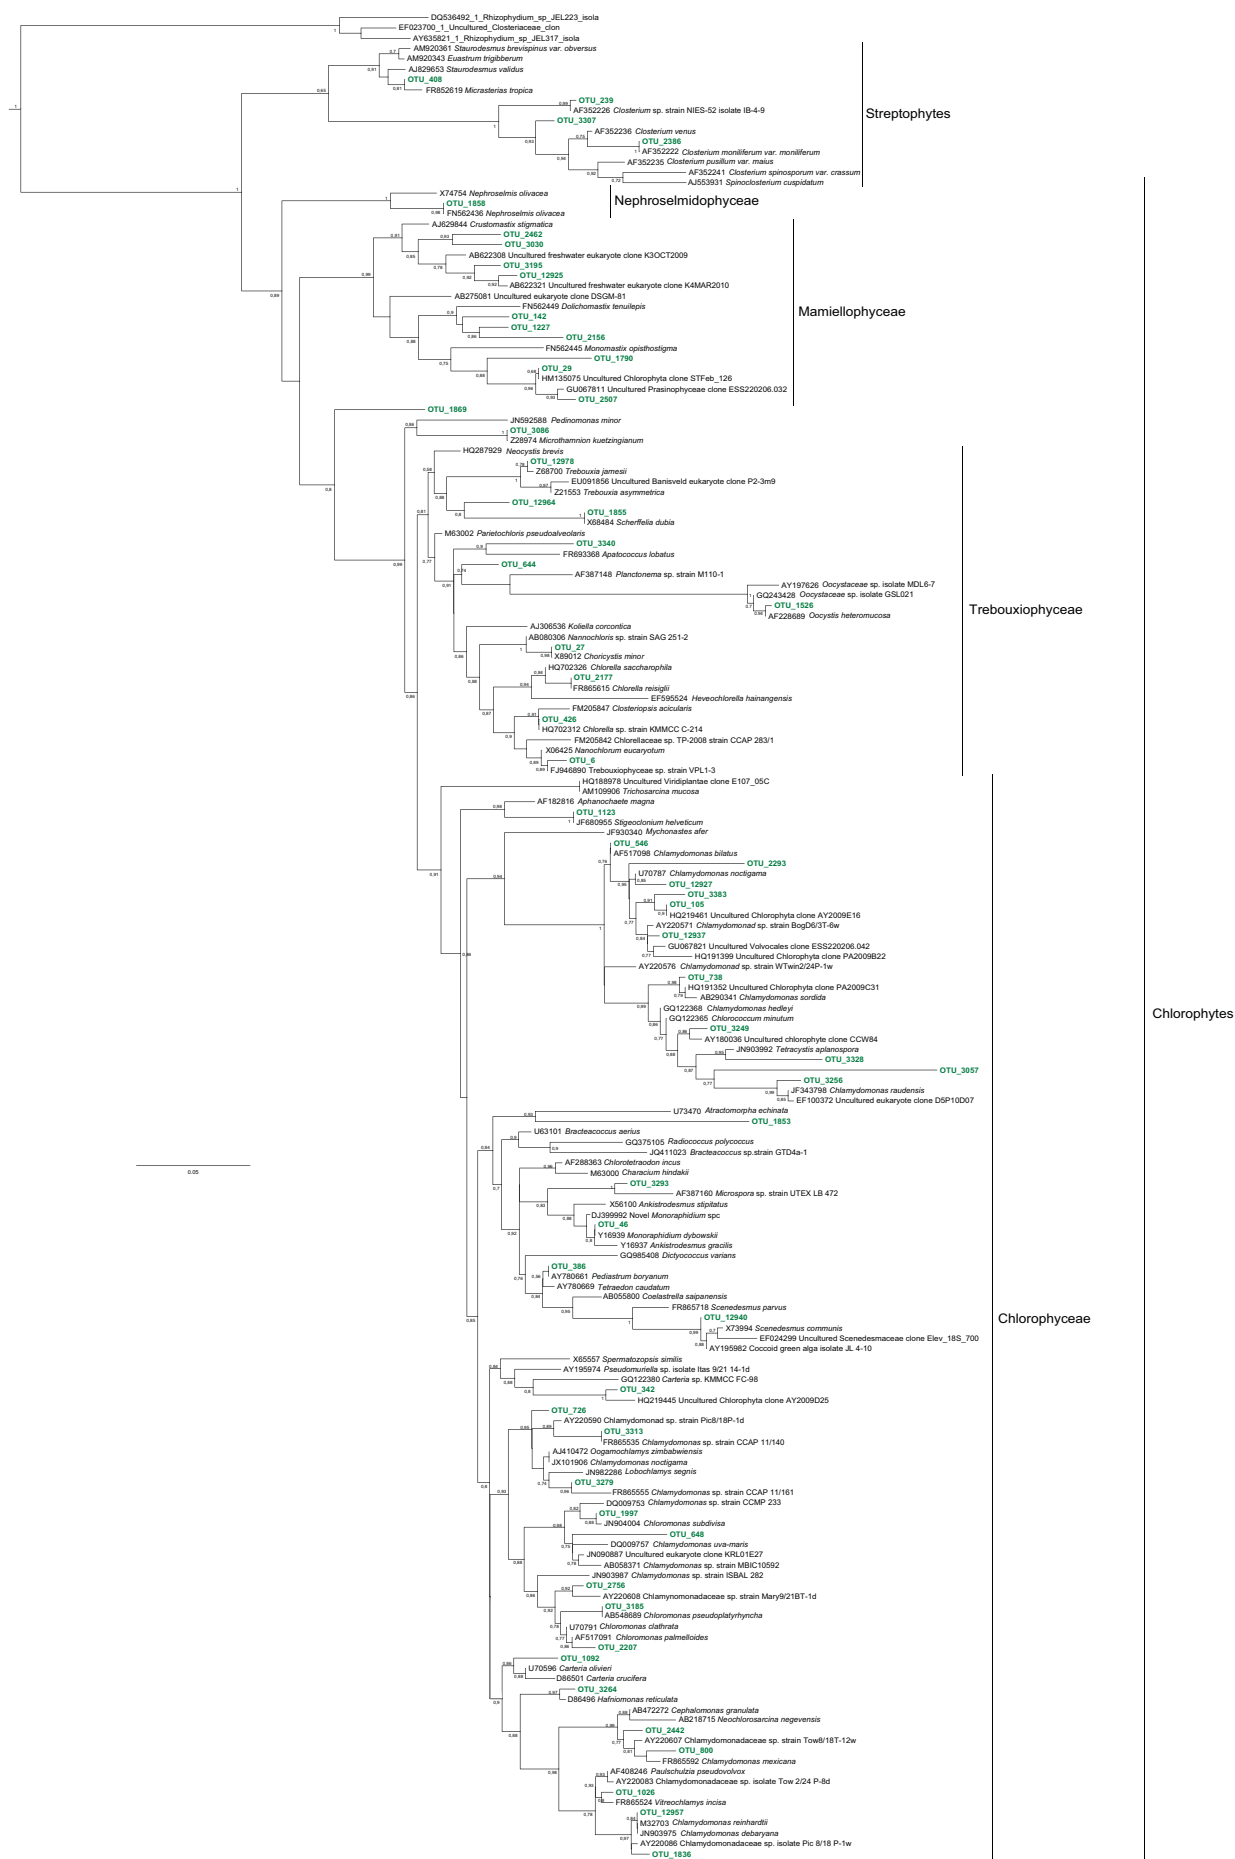 DQ536492_1_Rhizophydium_sp_JEL223_isola
EF023700_1_Uncultured_Closteriaceae_clon
AY635821_1_Rhizophydium_sp_JEL317_isola
AM920361 Staurodesmus brevispinus var. obversus
AM920343 Euastrum trigibberum
AJ829653 Staurodesmus validus
OTU_408
FR852619 Micrasterias tropica
OTU_239
AF352226 Closterium sp. strain NIES-52 isolate IB-4-9
Streptophytes
OTU_3307
AF352236 Closterium venus
OTU_2386
AF352222 Closterium moniliferum var. moniliferum
AF352235 Closterium pusillum var. maius
AF352241 Closterium spinosporum var. crassum
AJ553931 Spinoclosterium cuspidatum
X74754 Nephroselmis olivacea
Nephroselmidophyceae
OTU_1858
FN562436 Nephroselmis olivacea
AJ629844 Crustomastix stigmatica
OTU_2462
OTU_3030
AB622308 Uncultured freshwater eukaryote clone K3OCT2009
OTU_3195
OTU_12925
AB622321 Uncultured freshwater eukaryote clone K4MAR2010
AB275081 Uncultured eukaryote clone DSGM-81
FN562449 Dolichomastix tenuilepis
Mamiellophyceae
OTU_142
OTU_1227
OTU_2156
FN562445 Monomastix opisthostigma
OTU_1790
OTU_29
HM135075 Uncultured Chlorophyta clone STFeb_126
GU067811 Uncultured Prasinophyceae clone ESS220206.032
OTU_2507
OTU_1869
JN592588 Pedinomonas minor
OTU_3086
Z28974 Microthamnion kuetzingianum
HQ287929 Neocystis brevis
OTU_12978
Z68700 Trebouxia jamesii
EU091856 Uncultured Banisveld eukaryote clone P2-3m9
Z21553 Trebouxia asymmetrica
OTU_12964
OTU_1855
X68484 Scherffelia dubia
M63002 Parietochloris pseudoalveolaris
OTU_3340
FR693368 Apatococcus lobatus
OTU_644
AF387148 Planctonema sp. strain M110-1
AY197626 Oocystaceae sp. isolate MDL6-7
GQ243428 Oocystaceae sp. isolate GSL021
OTU_1526
Trebouxiophyceae
AF228689 Oocystis heteromucosa
AJ306536 Koliella corcontica
AB080306 Nannochloris sp. strain SAG 251-2
OTU_27
X89012 Choricystis minor
HQ702326 Chlorella saccharophila
OTU_2177
FR865615 Chlorella reisiglii
EF595524 Heveochlorella hainangensis
FM205847 Closteriopsis acicularis
OTU_426
HQ702312 Chlorella sp. strain KMMCC C-214
FM205842 Chlorellaceae sp. TP-2008 strain CCAP 283/1
X06425 Nanochlorum eucaryotum
OTU_6
FJ946890 Trebouxiophyceae sp. strain VPL1-3
HQ188978 Uncultured Viridiplantae clone E107_05C
AM109906 Trichosarcina mucosa
AF182816 Aphanochaete magna
OTU_1123
JF680955 Stigeoclonium helveticum
JF930340 Mychonastes afer
OTU_546
AF517098 Chlamydomonas bilatus
OTU_2293
U70787 Chlamydomonas noctigama
OTU_12927
OTU_3383
OTU_105
HQ219461 Uncultured Chlorophyta clone AY2009E16
AY220571 Chlamydomonad sp. strain BogD6/3T-6w
OTU_12937
GU067821 Uncultured Volvocales clone ESS220206.042
HQ191399 Uncultured Chlorophyta clone PA2009B22
AY220576 Chlamydomonad sp. strain WTwin2/24P-1w
OTU_738
HQ191352 Uncultured Chlorophyta clone PA2009C31
AB290341 Chlamydomonas sordida
GQ122368 Chlamydomonas hedleyi
Chlorophytes
GQ122365 Chlorococcum minutum
OTU_3249
AY180036 Uncultured chlorophyte clone CCW84
JN903992 Tetracystis aplanospora
OTU_3328
OTU_3057
OTU_3256
JF343798 Chlamydomonas raudensis
EF100372 Uncultured eukaryote clone D5P10D07
U73470 Atractomorpha echinata
OTU_1853
U63101 Bracteacoccus aerius
GQ375105 Radiococcus polycoccus
JQ411023 Bracteacoccus sp.strain GTD4a-1
AF288363 Chlorotetraedon incus
0.05
M63000 Characium hindakii
OTU_3293
AF387160 Microspora sp. strain UTEX LB 472
X56100 Ankistrodesmus stipitatus
DJ399992 Novel Monoraphidium spc
OTU_46
Y16939 Monoraphidium dybowskii
Y16937 Ankistrodesmus gracilis
GQ985408 Dictyococcus varians
OTU_386
AY780661 Pediastrum boryanum
AY780669 Tetraedon caudatum
AB055800 Coelastrella saipanensis
FR865718 Scenedesmus parvus
OTU_12940
Chlorophyceae
X73994 Scenedesmus communis
EF024299 Uncultured Scenedesmaceae clone Elev_18S_700
AY195982 Coccoid green alga isolate JL 4-10
X65557 Spermatozopsis similis
AY195974 Pseudomuriella sp. isolate Itas 9/21 14-1d
GQ122380 Carteria sp. KMMCC FC-98
OTU_342
HQ219445 Uncultured Chlorophyta clone AY2009D25
OTU_726
AY220590 Chlamydomonad sp. strain Pic8/18P-1d
OTU_3313
FR865535 Chlamydomonas sp. strain CCAP 11/140
AJ410472 Oogamochlamys zimbabwiensis
JX101906 Chlamydomonas noctigama
JN982286 Lobochlamys segnis
OTU_3279
FR865555 Chlamydomonas sp. strain CCAP 11/161
DQ009753 Chlamydomonas sp. strain CCMP 233
OTU_1997
JN904004 Chloromonas subdivisa
OTU_648
DQ009757 Chlamydomonas uva-maris
JN090887 Uncultured eukaryote clone KRL01E27
AB058371 Chlamydomonas sp. strain MBIC10592
JN903987 Chlamydomonas sp. strain ISBAL 282
OTU_2756
AY220608 Chlamynomonadaceae sp. strain Mary9/21BT-1d
OTU_3185
AB548689 Chloromonas pseudoplatyrhyncha
U70791 Chloromonas clathrata
AF517091 Chloromonas palmelloides
OTU_2207
OTU_1092
U70596 Carteria olivieri
D86501 Carteria crucifera
OTU_3264
D86496 Hafniomonas reticulata
AB472272 Cephalomonas granulata
AB218715 Neochlorosarcina negevensis
OTU_2442
AY220607 Chlamydomonadaceae sp. strain Tow8/18T-12w
OTU_800
FR865592 Chlamydomonas mexicana
AF408246 Paulschulzia pseudovolvox
AY220083 Chlamydomonadaceae sp. isolate Tow 2/24 P-8d
OTU_1026
FR865524 Vitreochlamys incisa
OTU_12957
M32703 Chlamydomonas reinhardtii
JN903975 Chlamydomonas debaryana
AY220086 Chlamydomonadaceae sp. isolate Pic 8/18 P-1w
OTU_1836